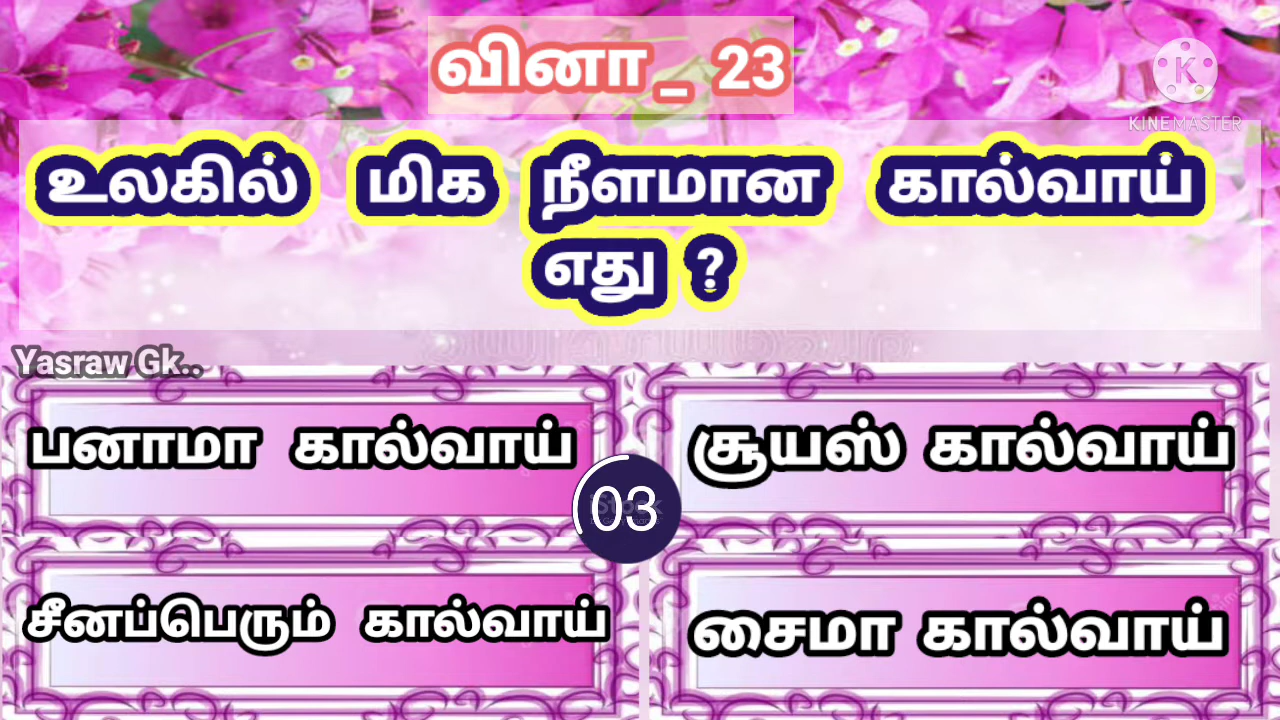 வினா _ 23
KINEMASTER
உலகில் மிக நீளமான கால்வாய்
எது ?
Yasraw Gk..
பனாமா கால்வாய்
சூயஸ் கால்வாய்
03
சீனப்பெரும் கால்வாய்
சைமா கால்வாய்